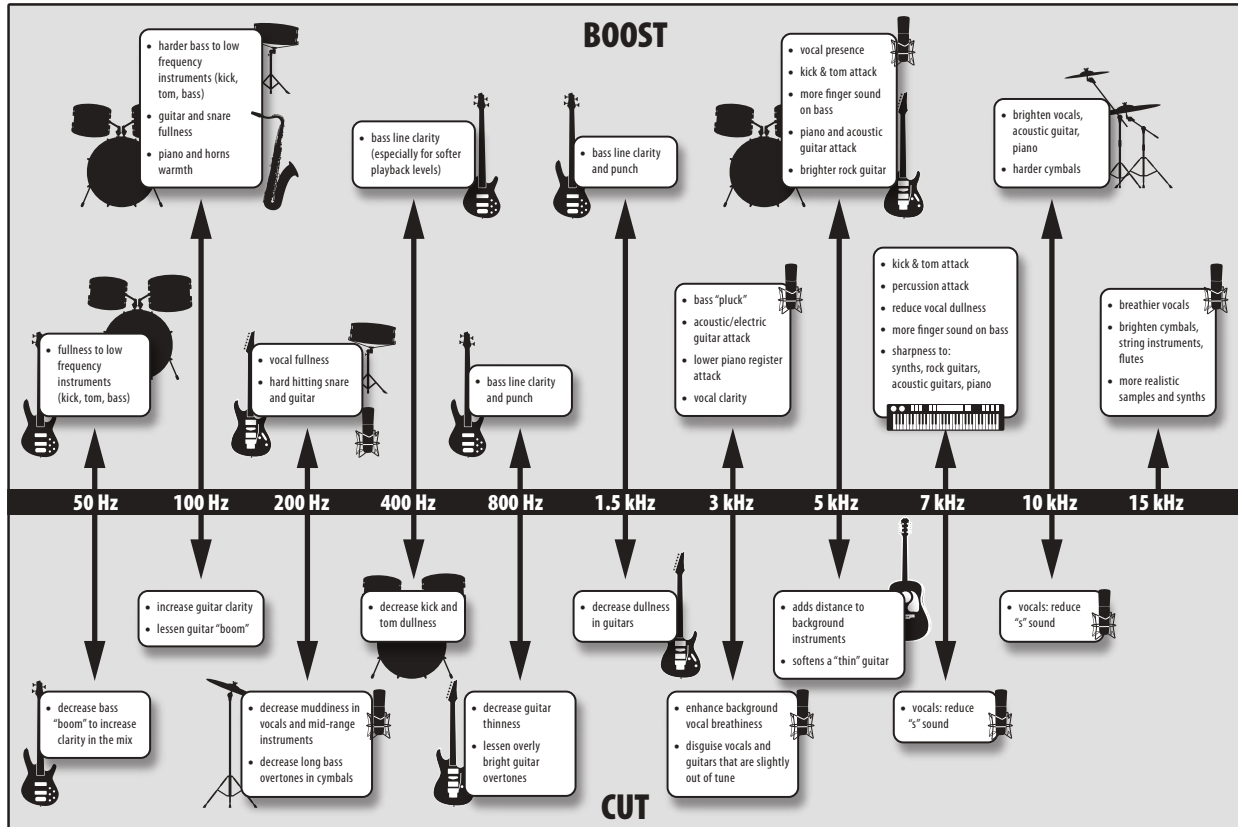 BOOST
harder bass to low
frequency
instruments (kick,
tom, bass)
guitar and snare
fullness
piano and horns
warmth
bass line clarity
(especially for softer
playback levels)
bass line clarity
and punch
vocal presence
kick & tom attack
more finger sound
on bass
piano and acoustic
guitar attack
brighter rock guitar
brighten vocals,
acoustic guitar,
piano
harder cymbals
fullness to low
frequency
instruments
(kick, tom, bass)
vocal fullness
hard hitting snare
and guitar
bass line clarity
and punch
bass “pluck”
acoustic/electric
guitar attack
lower piano register
attack
vocal clarity
kick & tom attack
percussion attack
reduce vocal dullness
more finger sound on bass
sharpness to:
synths, rock guitars,
acoustic guitars, piano
breathier vocals
brighten cymbals,
string instruments,
flutes
more realistic
samples and synths
50 Hz 100 Hz 200 Hz 400 Hz 800 Hz 1.5 kHz 3 kHz 5 kHz 7 kHz 10 kHz 15 kHz
increase guitar clarity
lessen guitar “boom”
decrease kick and
tom dullness
decrease dullness
in guitars
adds distance to
background
instruments
softens a “thin” guitar
vocals: reduce
“s” sound
decrease bass
“boom” to increase
clarity in the mix
decrease muddiness in
vocals and mid-range
instruments
decrease long bass
overtones in cymbals
decrease guitar
thinness
lessen overly
bright guitar
overtones
enhance background
vocal breathiness
disguise vocals and
guitars that are slightly
out of tune
vocals: reduce
“s” sound
CUT